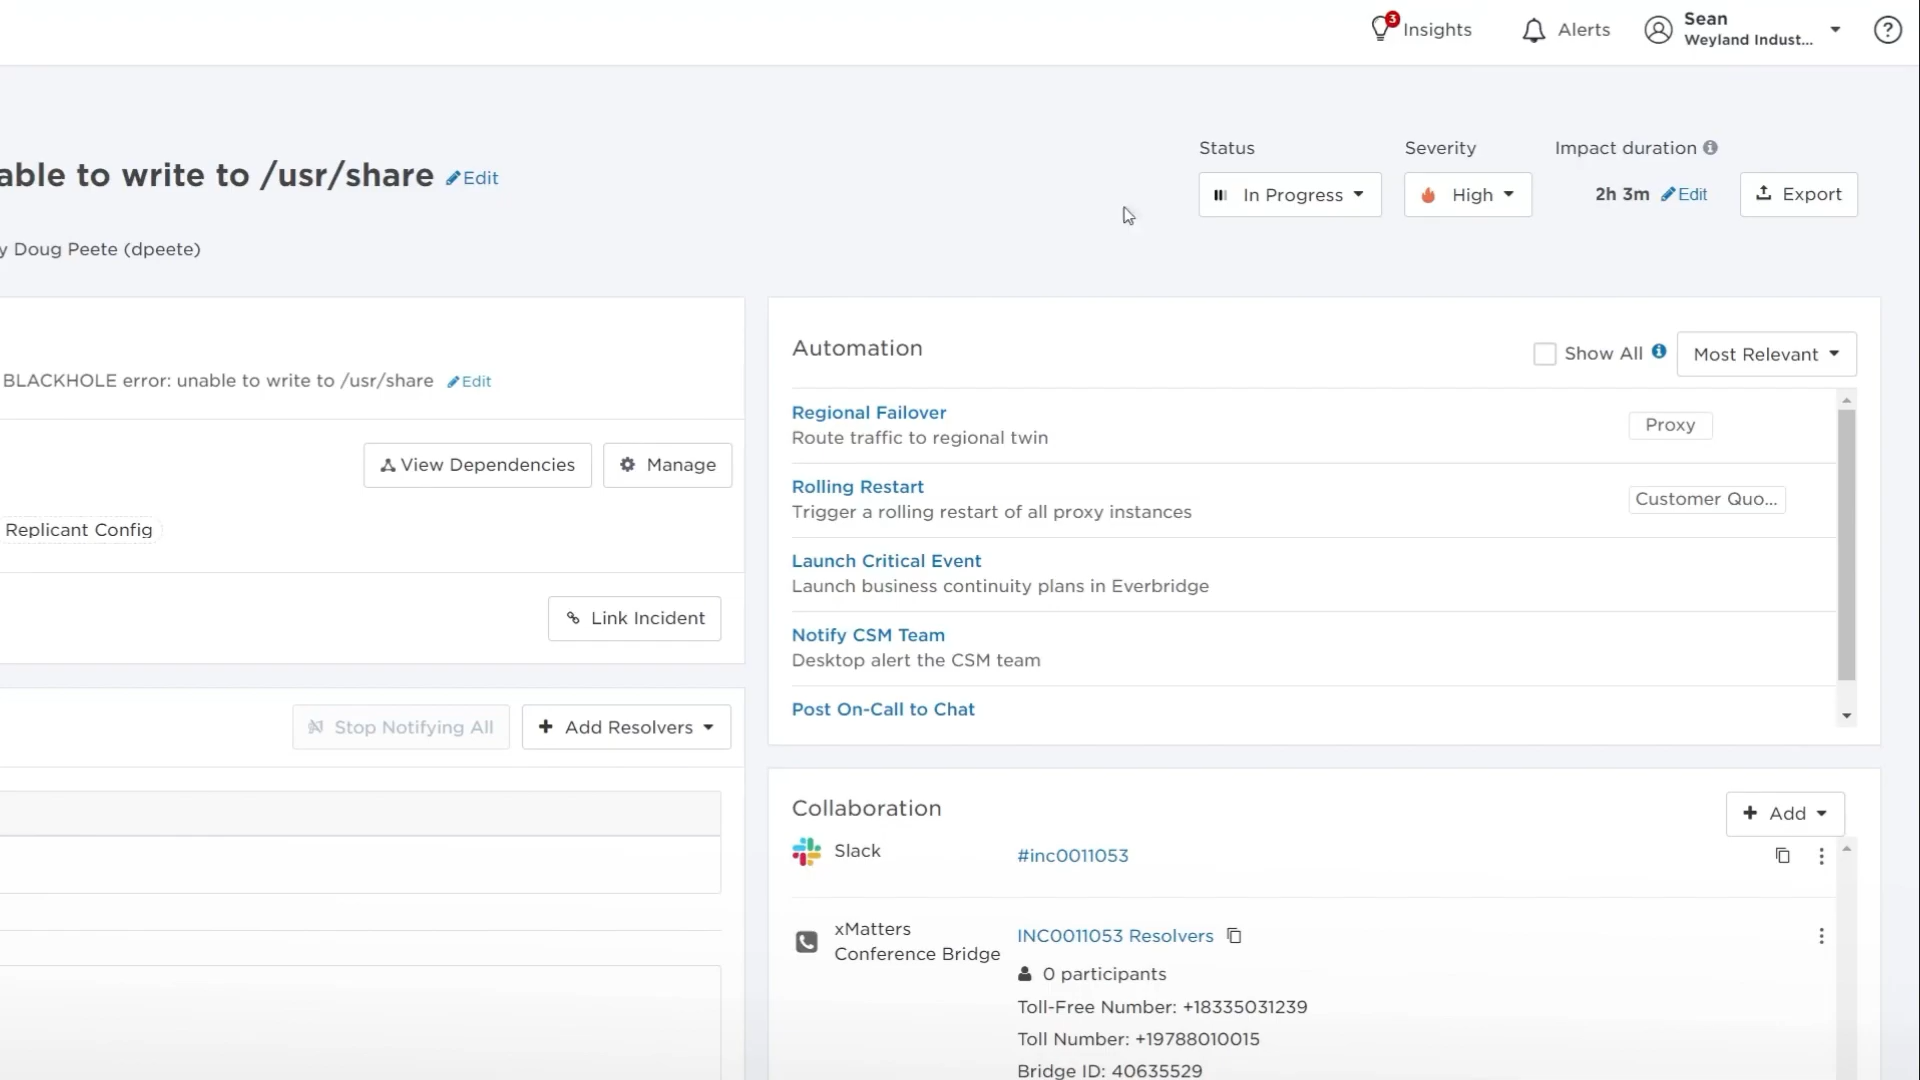 3
Insights
Alerts
Sean
Weyland Indust...
Status
Severity
Impact duration
able to write to /usr/share
Edit
In Progress
High
2h 3m
Edit
Export
y Doug Peete (dpeete)
BLACKHOLE error: unable to write to /usr/share
Edit
View Dependencies
Manage
Replicant Config
Link Incident
Stop Notifying All
Add Resolvers
Automation
Show All
Most Relevant
Regional Failover
Route traffic to regional twin
Proxy
Rolling Restart
Trigger a rolling restart of all proxy instances
Customer Quo...
Launch Critical Event
Launch business continuity plans in Everbridge
Notify CSM Team
Desktop alert the CSM team
Post On-Call to Chat
Collaboration
Add
Slack
#inc0011053
xMatters
Conference Bridge
INC0011053 Resolvers
0 participants
Toll-Free Number: +18335031239
Toll Number: +19788010015
Bridge ID: 40635529